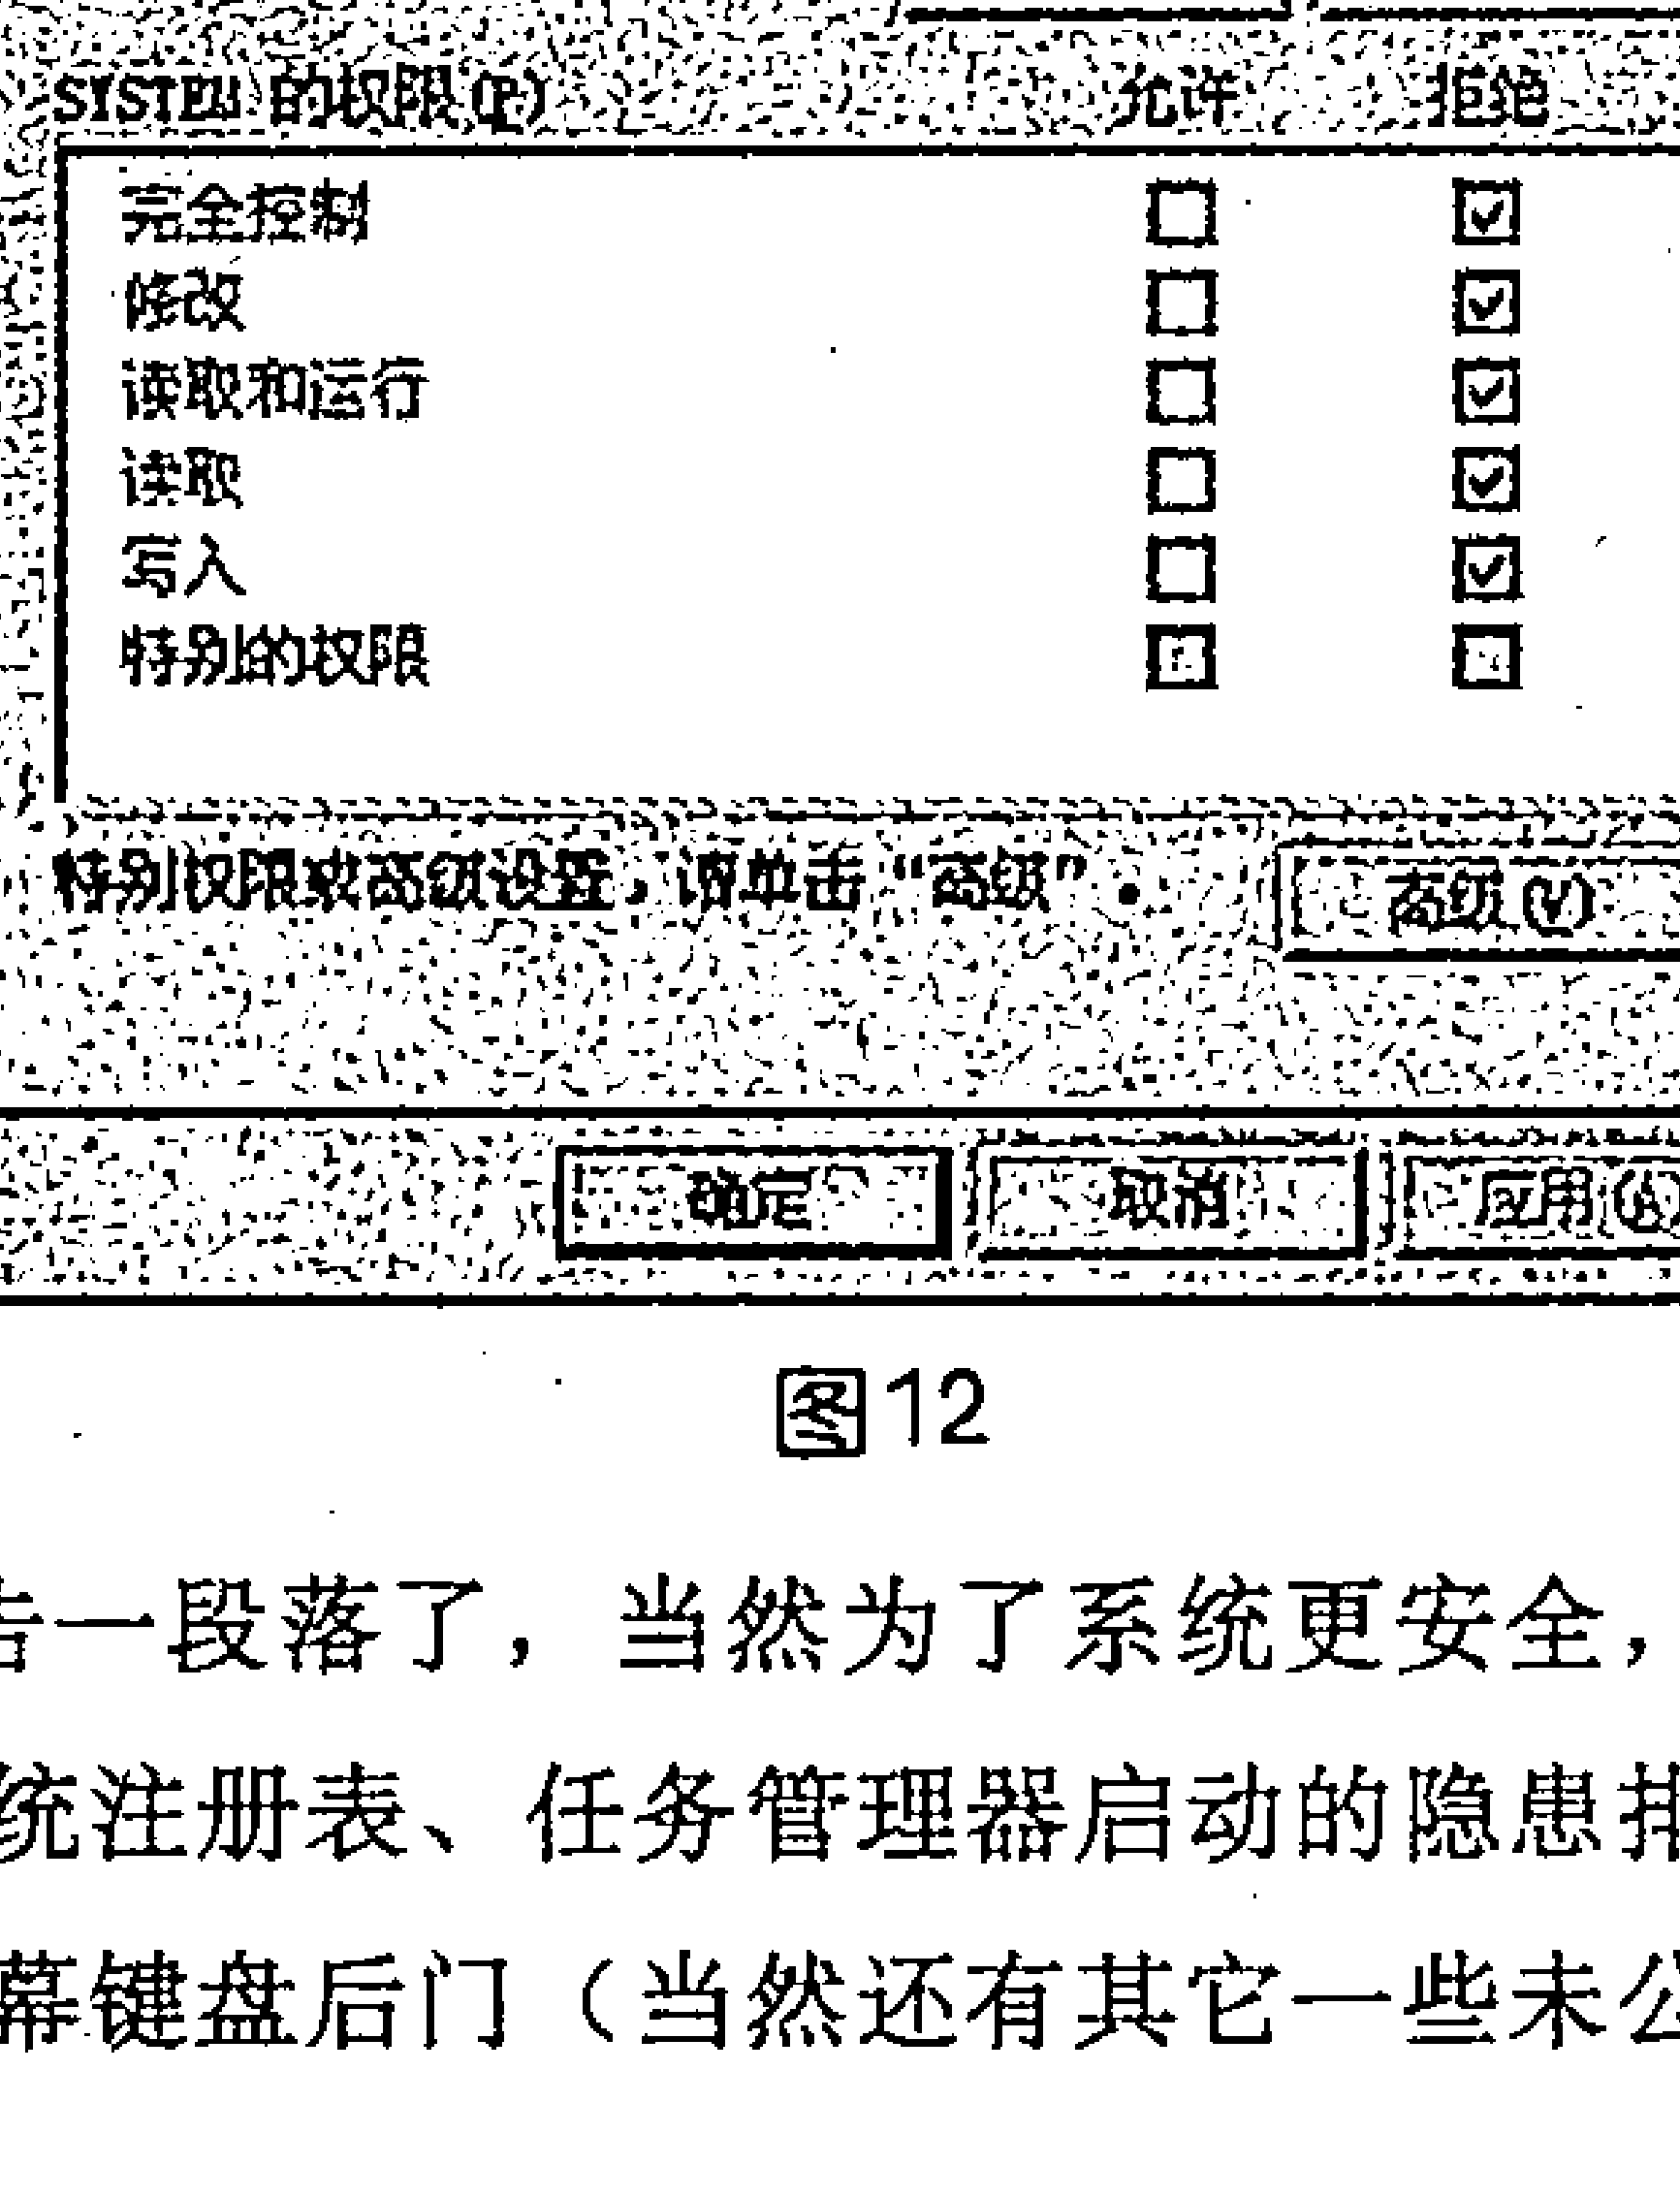 SYSTEM 的权限(P) 允许 拒绝
完全控制
修改
读取和运行
读取
写入
特别的权限
特别权限或高级设置，请单击“高级”。 高级(V)
确定 取消 应用(A)
图12
告一段落了，当然为了系统更安全，
统注册表、任务管理器启动的隐患排
幕键盘后门（当然还有其它一些未公